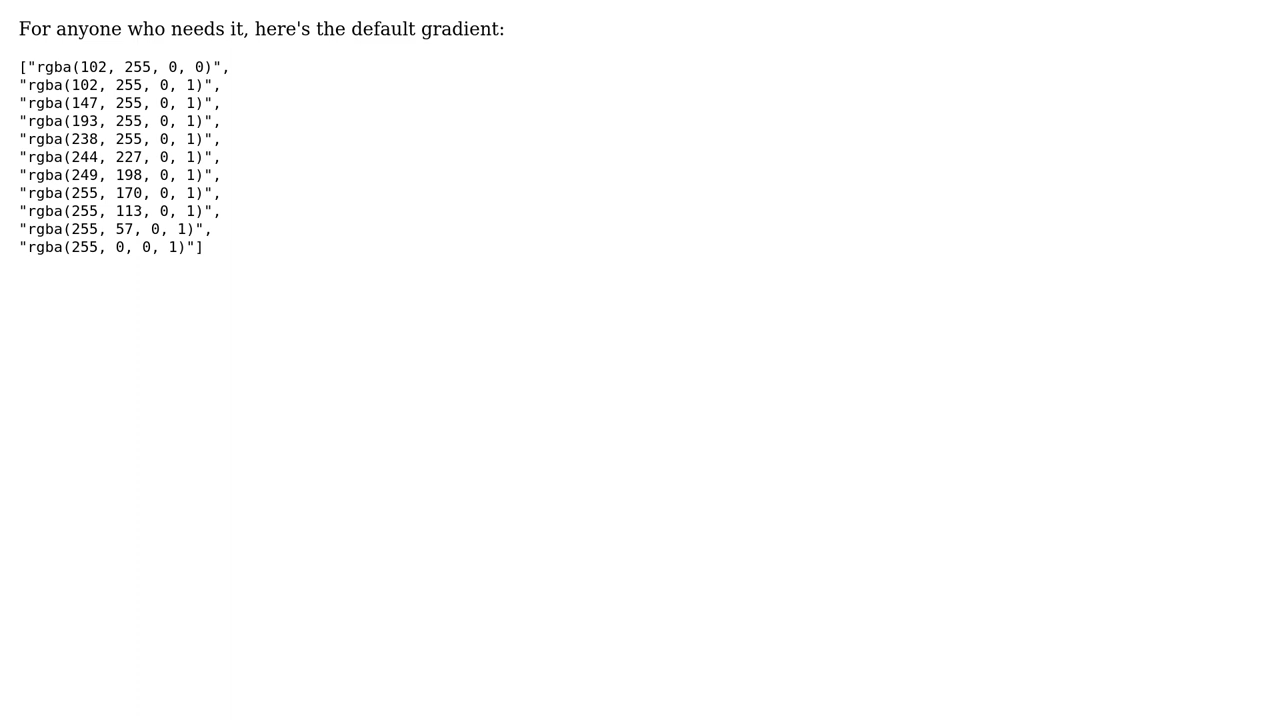 For anyone who needs it, here's the default gradient:
["rgba(102, 255, 0, 0)",
"rgba(102, 255, 0, 1)",
"rgba(147, 255, 0, 1)",
"rgba(193, 255, 0, 1)",
"rgba(238, 255, 0, 1)",
"rgba(244, 227, 0, 1)",
"rgba(249, 198, 0, 1)",
"rgba(255, 170, 0, 1)",
"rgba(255, 113, 0, 1)",
"rgba(255, 57, 0, 1)",
"rgba(255, 0, 0, 1)"]